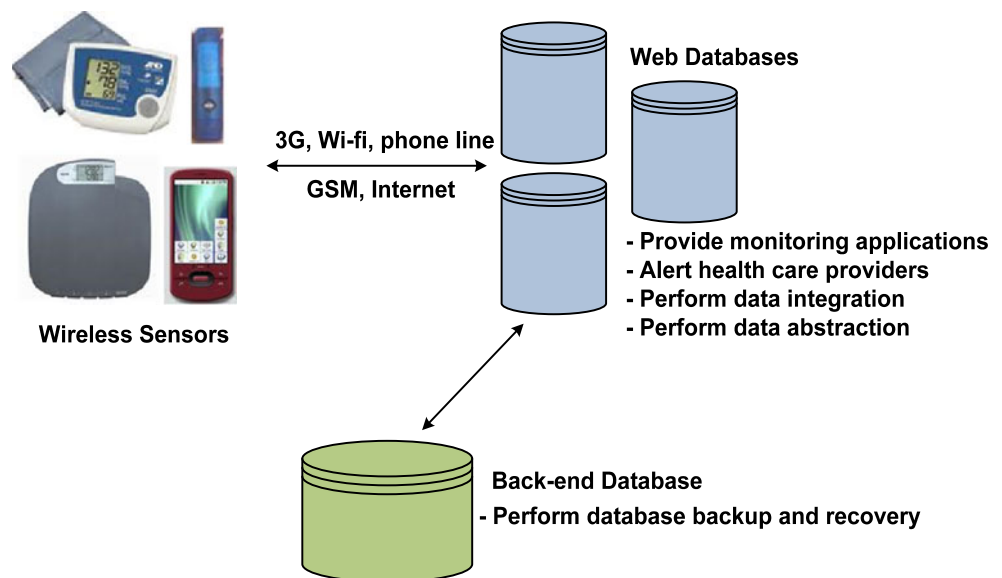 Web Databases
3G, Wi-fi, phone line
GSM, Internet
- Provide monitoring applications
- Alert health care providers
- Perform data integration
- Perform data abstraction
Wireless Sensors
Back-end Database
- Perform database backup and recovery